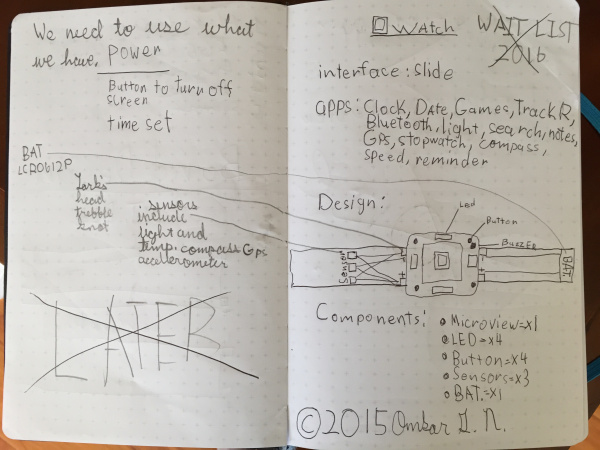 We need to use what
we have. Power
Button to turn off
screen
time set
BAT
LCR0612P
head
trebble
knot
. sensors
include
light and
temp. compass GPS
accelerometer
LATER
WAtch
WAIT LIST
2016
interface: Slide
apps: Clock, Date, Games, TrackR,
Bluetooth, light, search, notes,
GPS, stopwatch, compass,
speed, reminder
Design:
Led
Button
BuzzER
Sensor
BAT
Components:
Microview=x1
LED=x4
Button=x4
Sensors=x3
BAT.=x1
©2015 Omkar J. N.